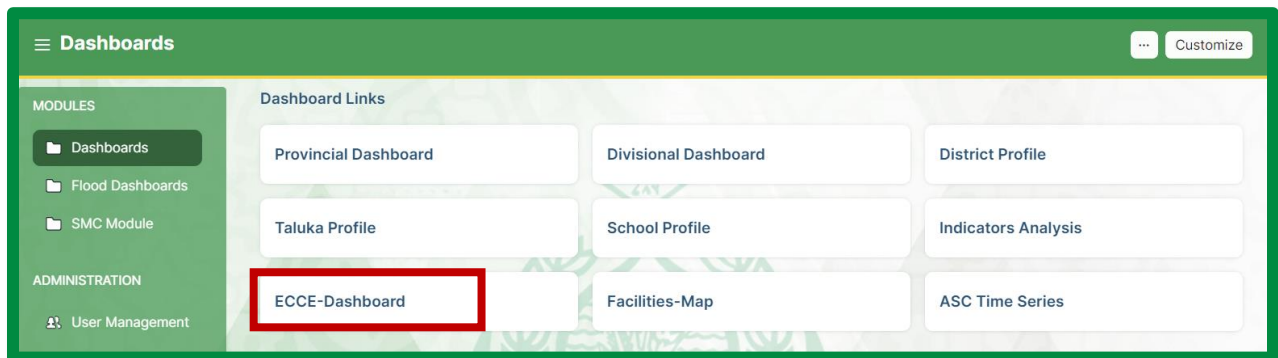 Dashboards
... Customize
MODULES
Dashboards
Flood Dashboards
SMC Module
ADMINISTRATION
User Management
Dashboard Links
Provincial Dashboard
Divisional Dashboard
District Profile
Taluka Profile
School Profile
Indicators Analysis
ECCE-Dashboard
Facilities-Map
ASC Time Series